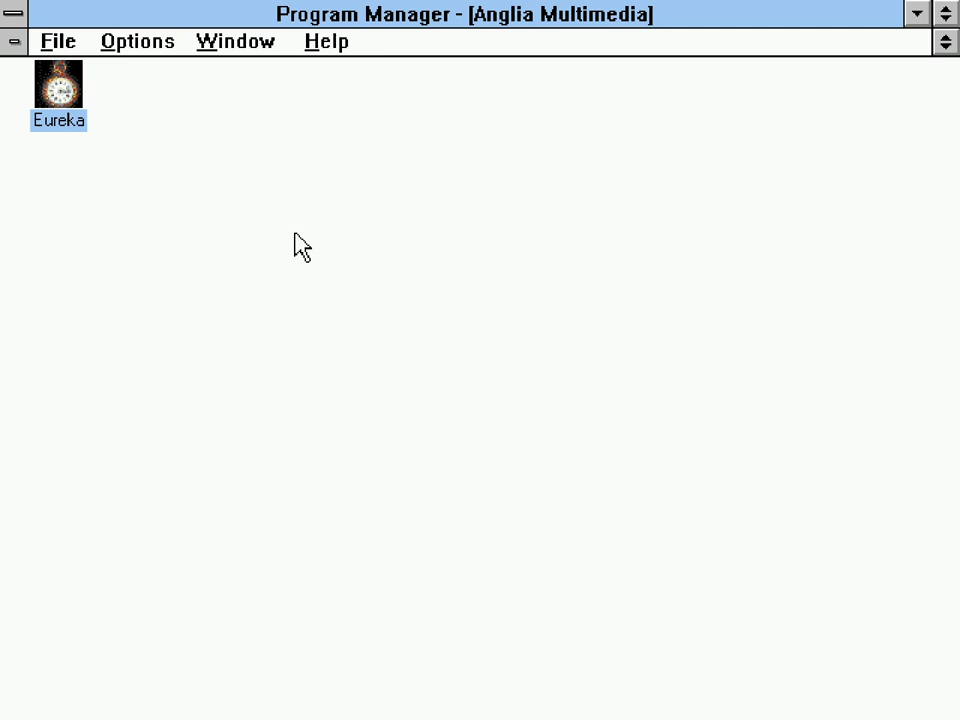 Program Manager - [Anglia Multimedia]
File Options Window Help
Eureka